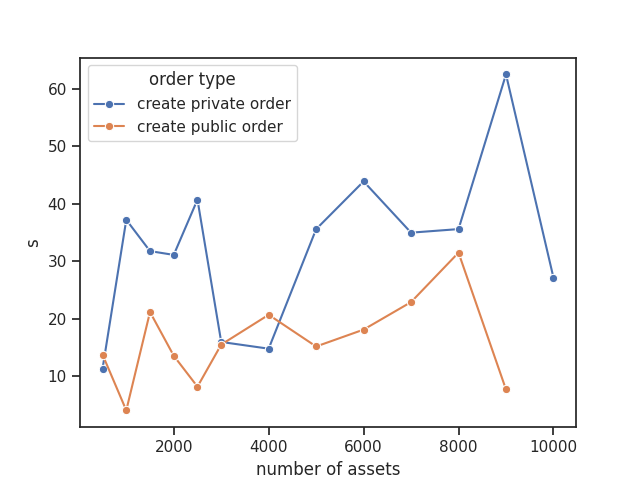 order type
create private order
create public order
60
50
40
30
20
10
s
2000
4000
6000
8000
10000
number of assets